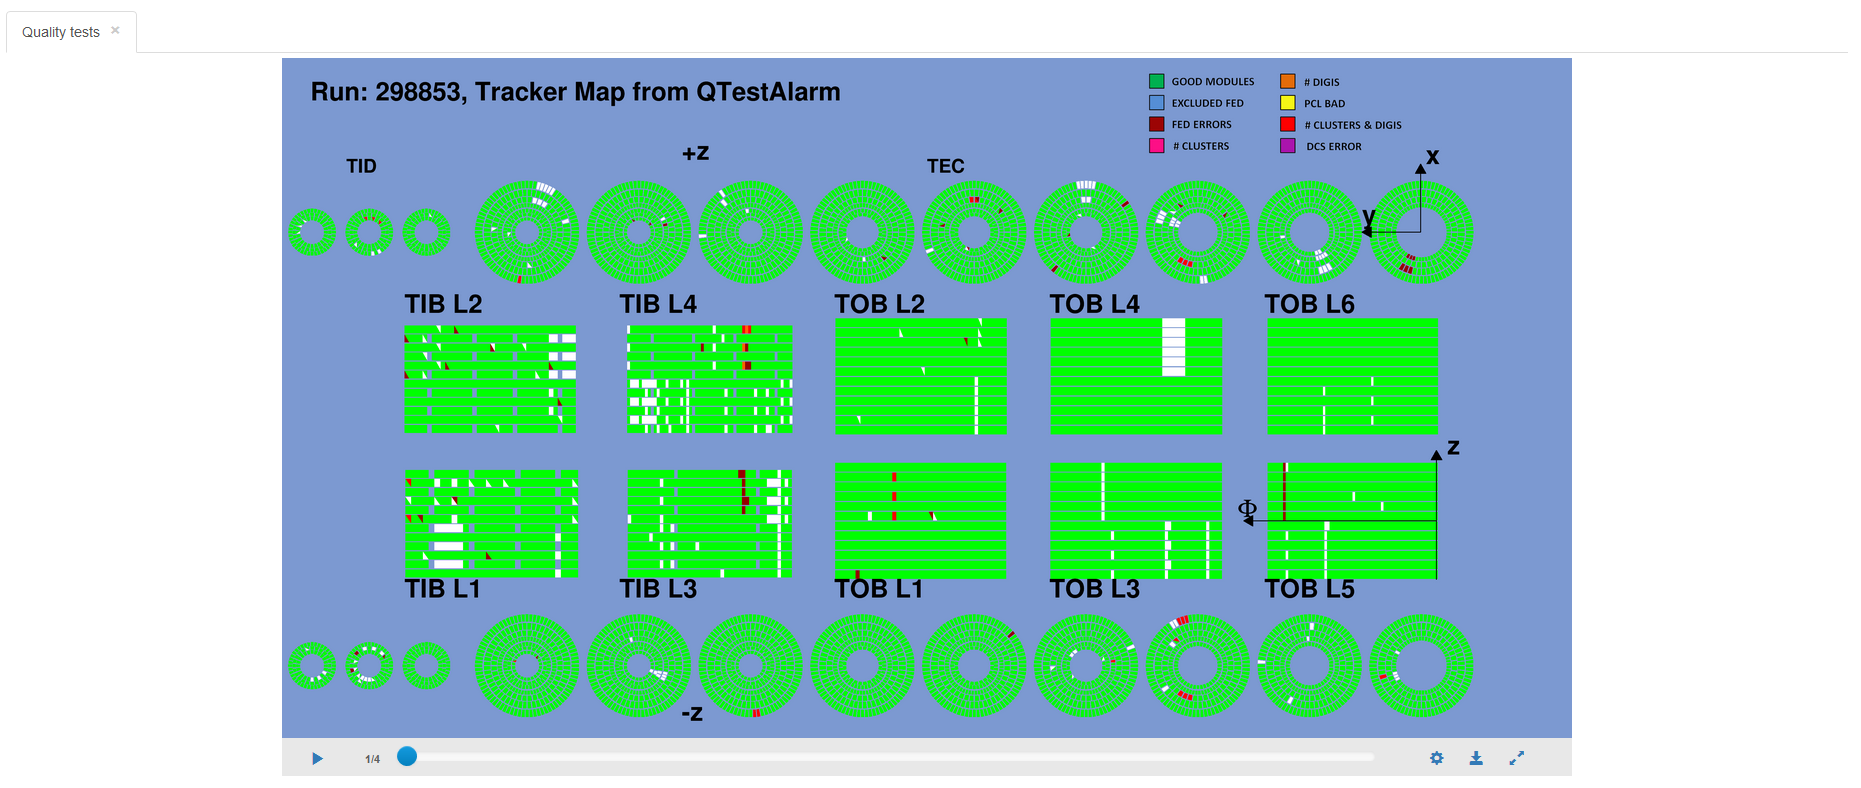 Quality tests ×
Run: 298853, Tracker Map from QTestAlarm
GOOD MODULES
# DIGIS
EXCLUDED FED
PCL BAD
FED ERRORS
# CLUSTERS & DIGIS
# CLUSTERS
DCS ERROR
+z
x
TID
TEC
y
TIB L2
TIB L4
TOB L2
TOB L4
TOB L6
z
Φ
TIB L1
TIB L3
TOB L1
TOB L3
TOB L5
-z
1/4